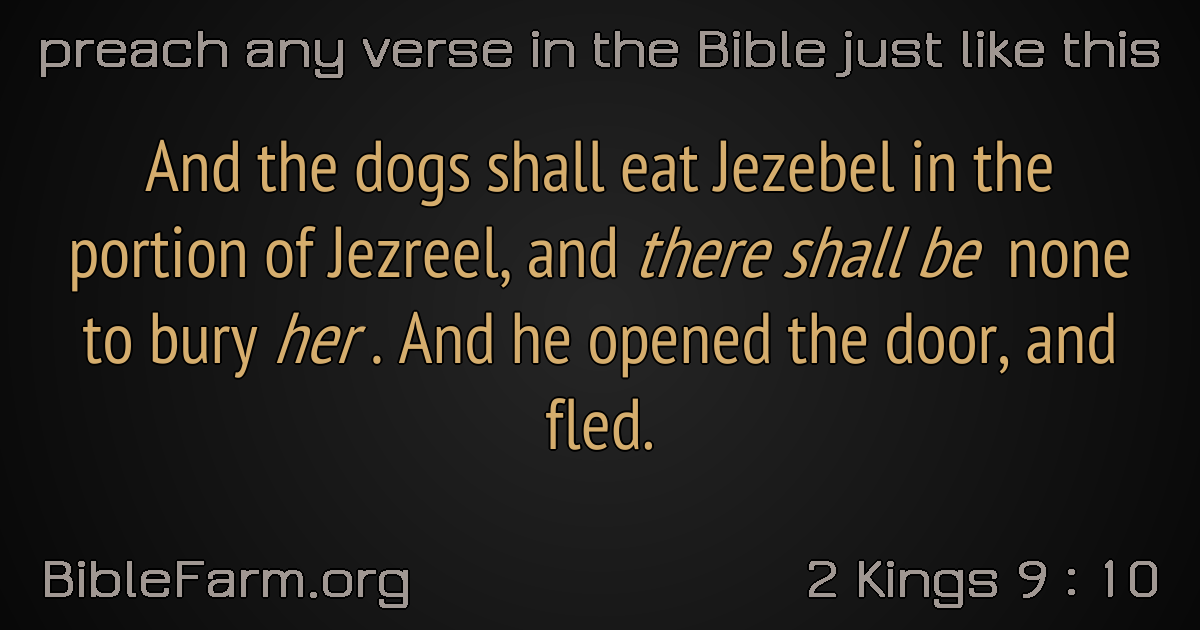 preach any verse in the Bible just like this
And the dogs shall eat Jezebel in the
portion of Jezreel, and there shall be none
to bury her . And he opened the door, and
fled.
BibleFarm.org
2 Kings 9 : 10